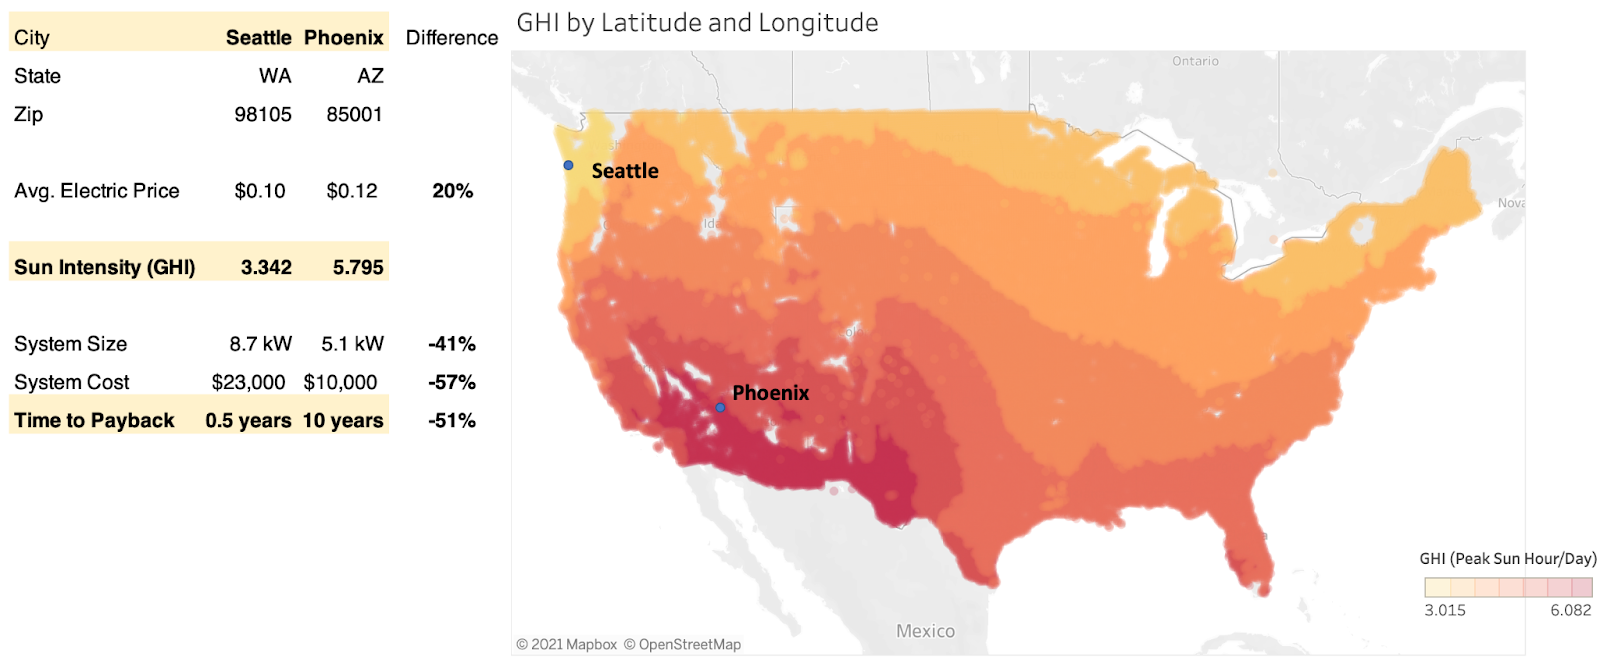 City Seattle Phoenix Difference
State WA AZ
Zip 98105 85001
Avg. Electric Price $0.10 $0.12 20%
Sun Intensity (GHI) 3.342 5.795
System Size 8.7 kW 5.1 kW -41%
System Cost $23,000 $10,000 -57%
Time to Payback 0.5 years 10 years -51%
GHI by Latitude and Longitude
Ontario
Seattle
Nova
Phoenix
Mexico
GHI (Peak Sun Hour/Day)
3.015 6.082
© 2021 Mapbox © OpenStreetMap